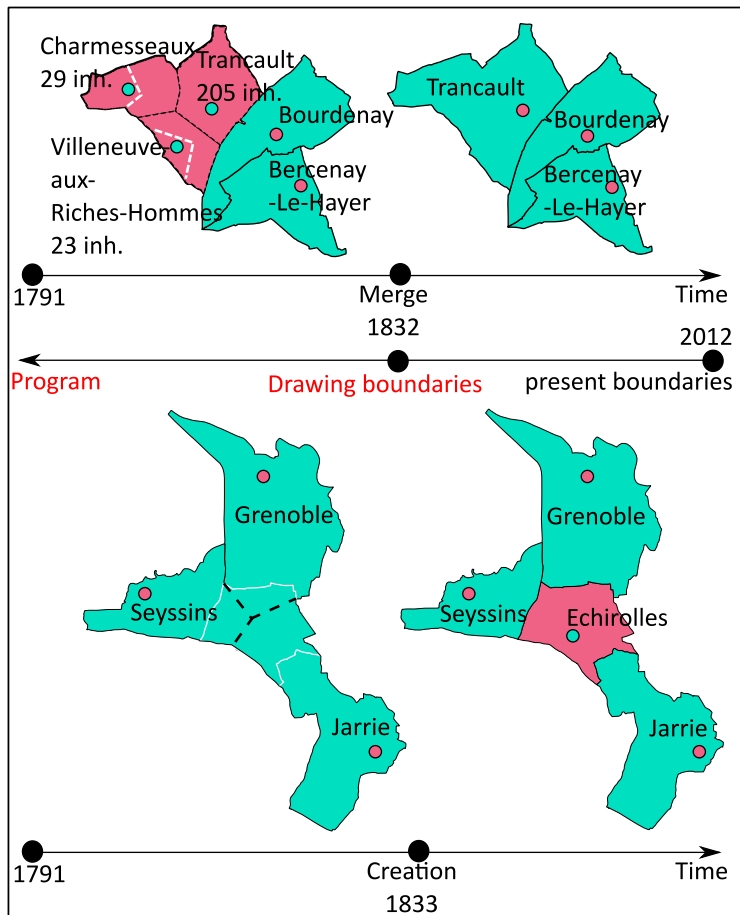 Charmesseaux
29 inh.
Trancault
205 inh.
Bourdenay
Villeneuve-
aux-
Riches-Hommes
23 inh.
Bercenay
-Le-Hayer
Trancault
Bourdenay
Bercenay
-Le-Hayer
1791
Merge
1832
Time
2012
Program
Drawing boundaries
present boundaries
Grenoble
Seyssins
Jarrie
Grenoble
Seyssins
Echirolles
Jarrie
1791
Creation
1833
Time